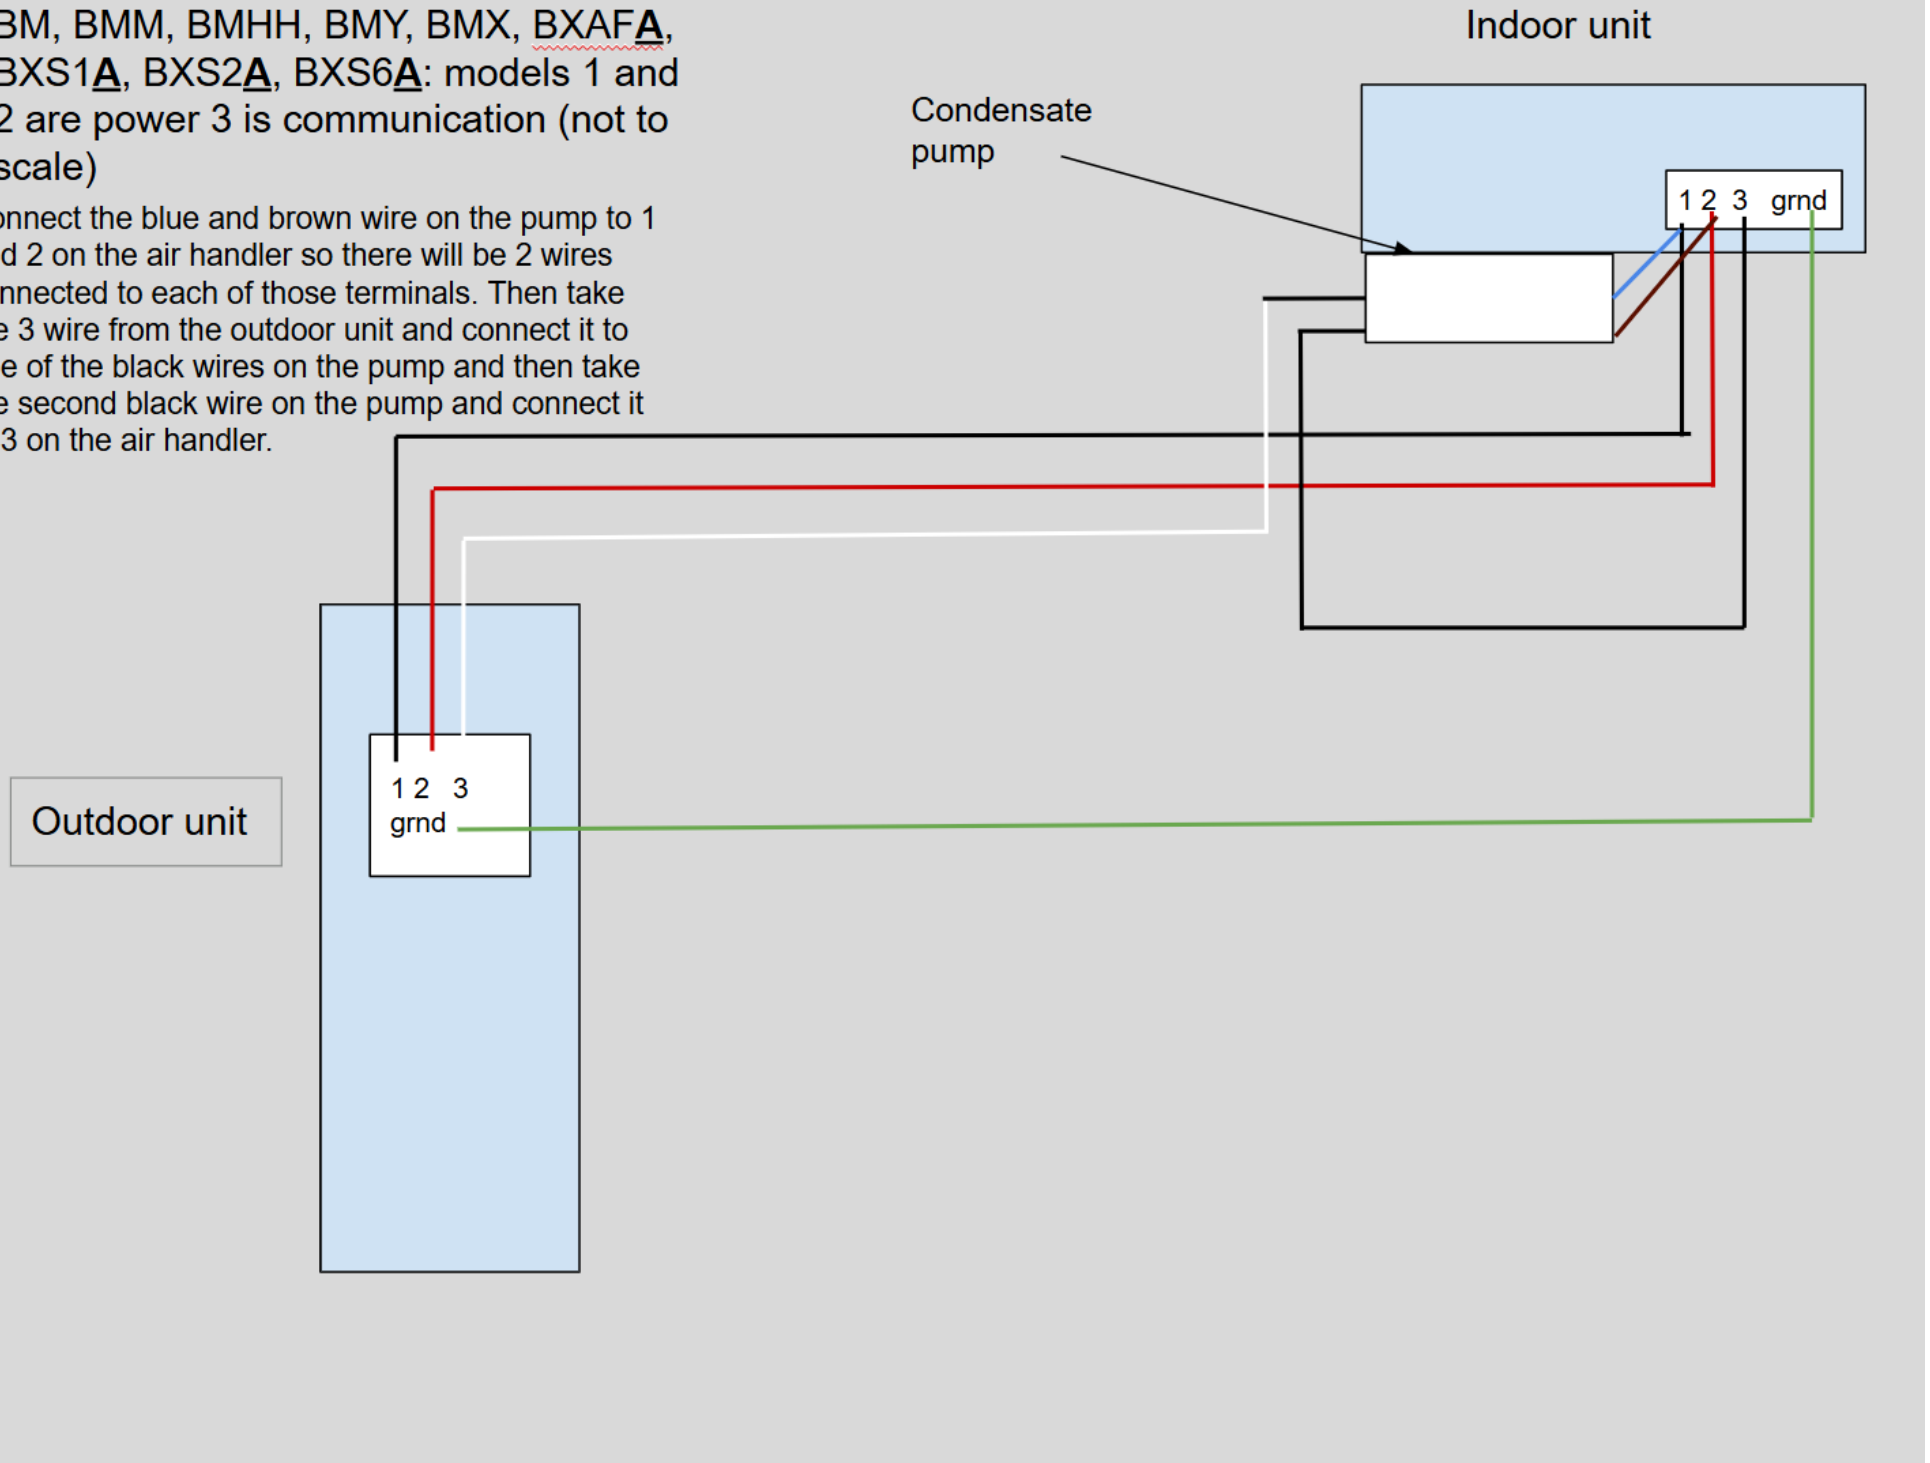 BM, BMM, BMHH, BMY, BMX, BXAFA,
BXS1A, BXS2A, BXS6A: models 1 and
2 are power 3 is communication (not to
scale)
onnect the blue and brown wire on the pump to 1
d 2 on the air handler so there will be 2 wires
nnected to each of those terminals. Then take
e 3 wire from the outdoor unit and connect it to
e of the black wires on the pump and then take
e second black wire on the pump and connect it
3 on the air handler.
Indoor unit
Condensate
pump
1 2 3 grnd
1 2 3
grnd
Outdoor unit